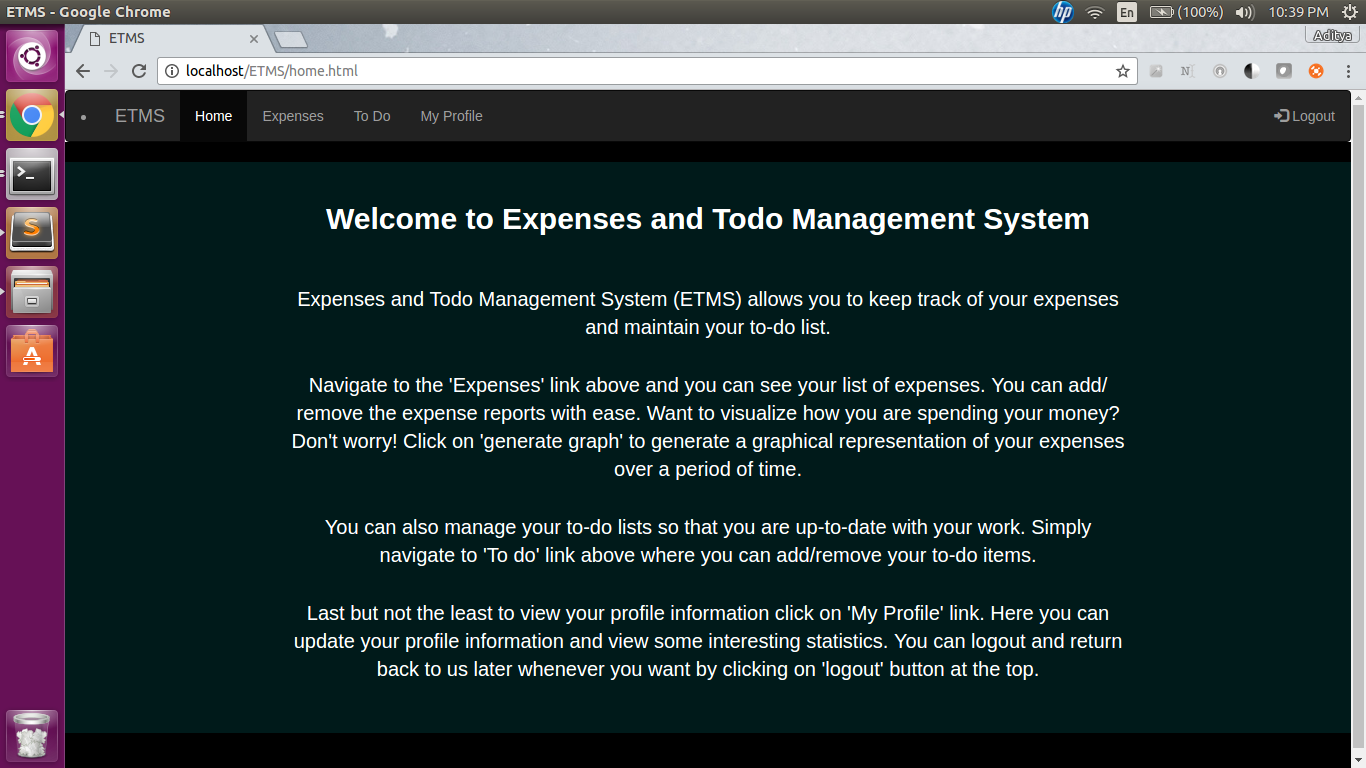 ETMS - Google Chrome
En
(100%)
10:39 PM
ETMS
Aditya
localhost/ETMS/home.html
ETMS
Home
Expenses
To Do
My Profile
Logout
Welcome to Expenses and Todo Management System
Expenses and Todo Management System (ETMS) allows you to keep track of your expenses
and maintain your to-do list.
Navigate to the 'Expenses' link above and you can see your list of expenses. You can add/
remove the expense reports with ease. Want to visualize how you are spending your money?
Don't worry! Click on 'generate graph' to generate a graphical representation of your expenses
over a period of time.
You can also manage your to-do lists so that you are up-to-date with your work. Simply
navigate to 'To do' link above where you can add/remove your to-do items.
Last but not the least to view your profile information click on 'My Profile' link. Here you can
update your profile information and view some interesting statistics. You can logout and return
back to us later whenever you want by clicking on 'logout' button at the top.